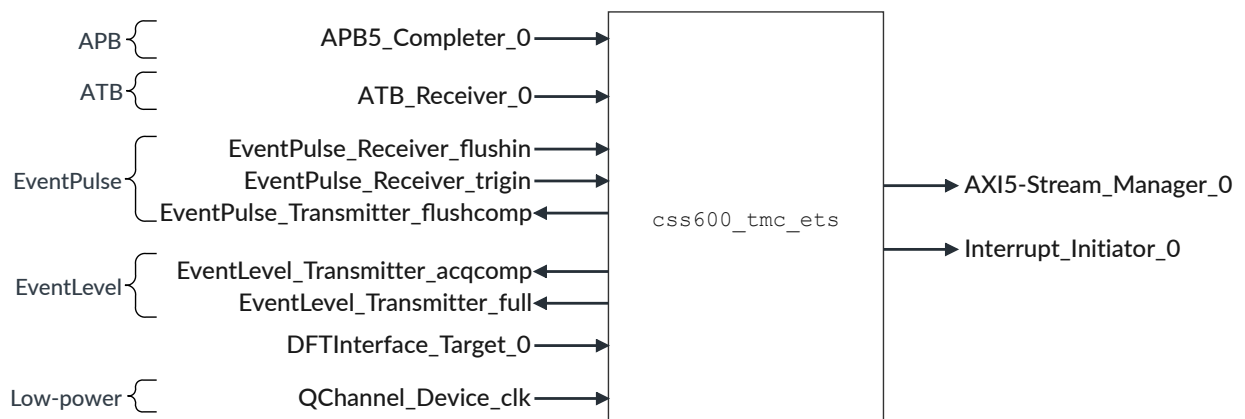 APB
APB5_Completer_0
ATB
ATB_Receiver_0
EventPulse
EventPulse_Receiver_flushin
EventPulse_Receiver_trigin
EventPulse_Transmitter_flushcomp
EventLevel
EventLevel_Transmitter_acqcomp
EventLevel_Transmitter_full
DFTInterface_Target_0
Low-power
QChannel_Device_clk
css600_tmc_ets
AXI5-Stream_Manager_0
Interrupt_Initiator_0